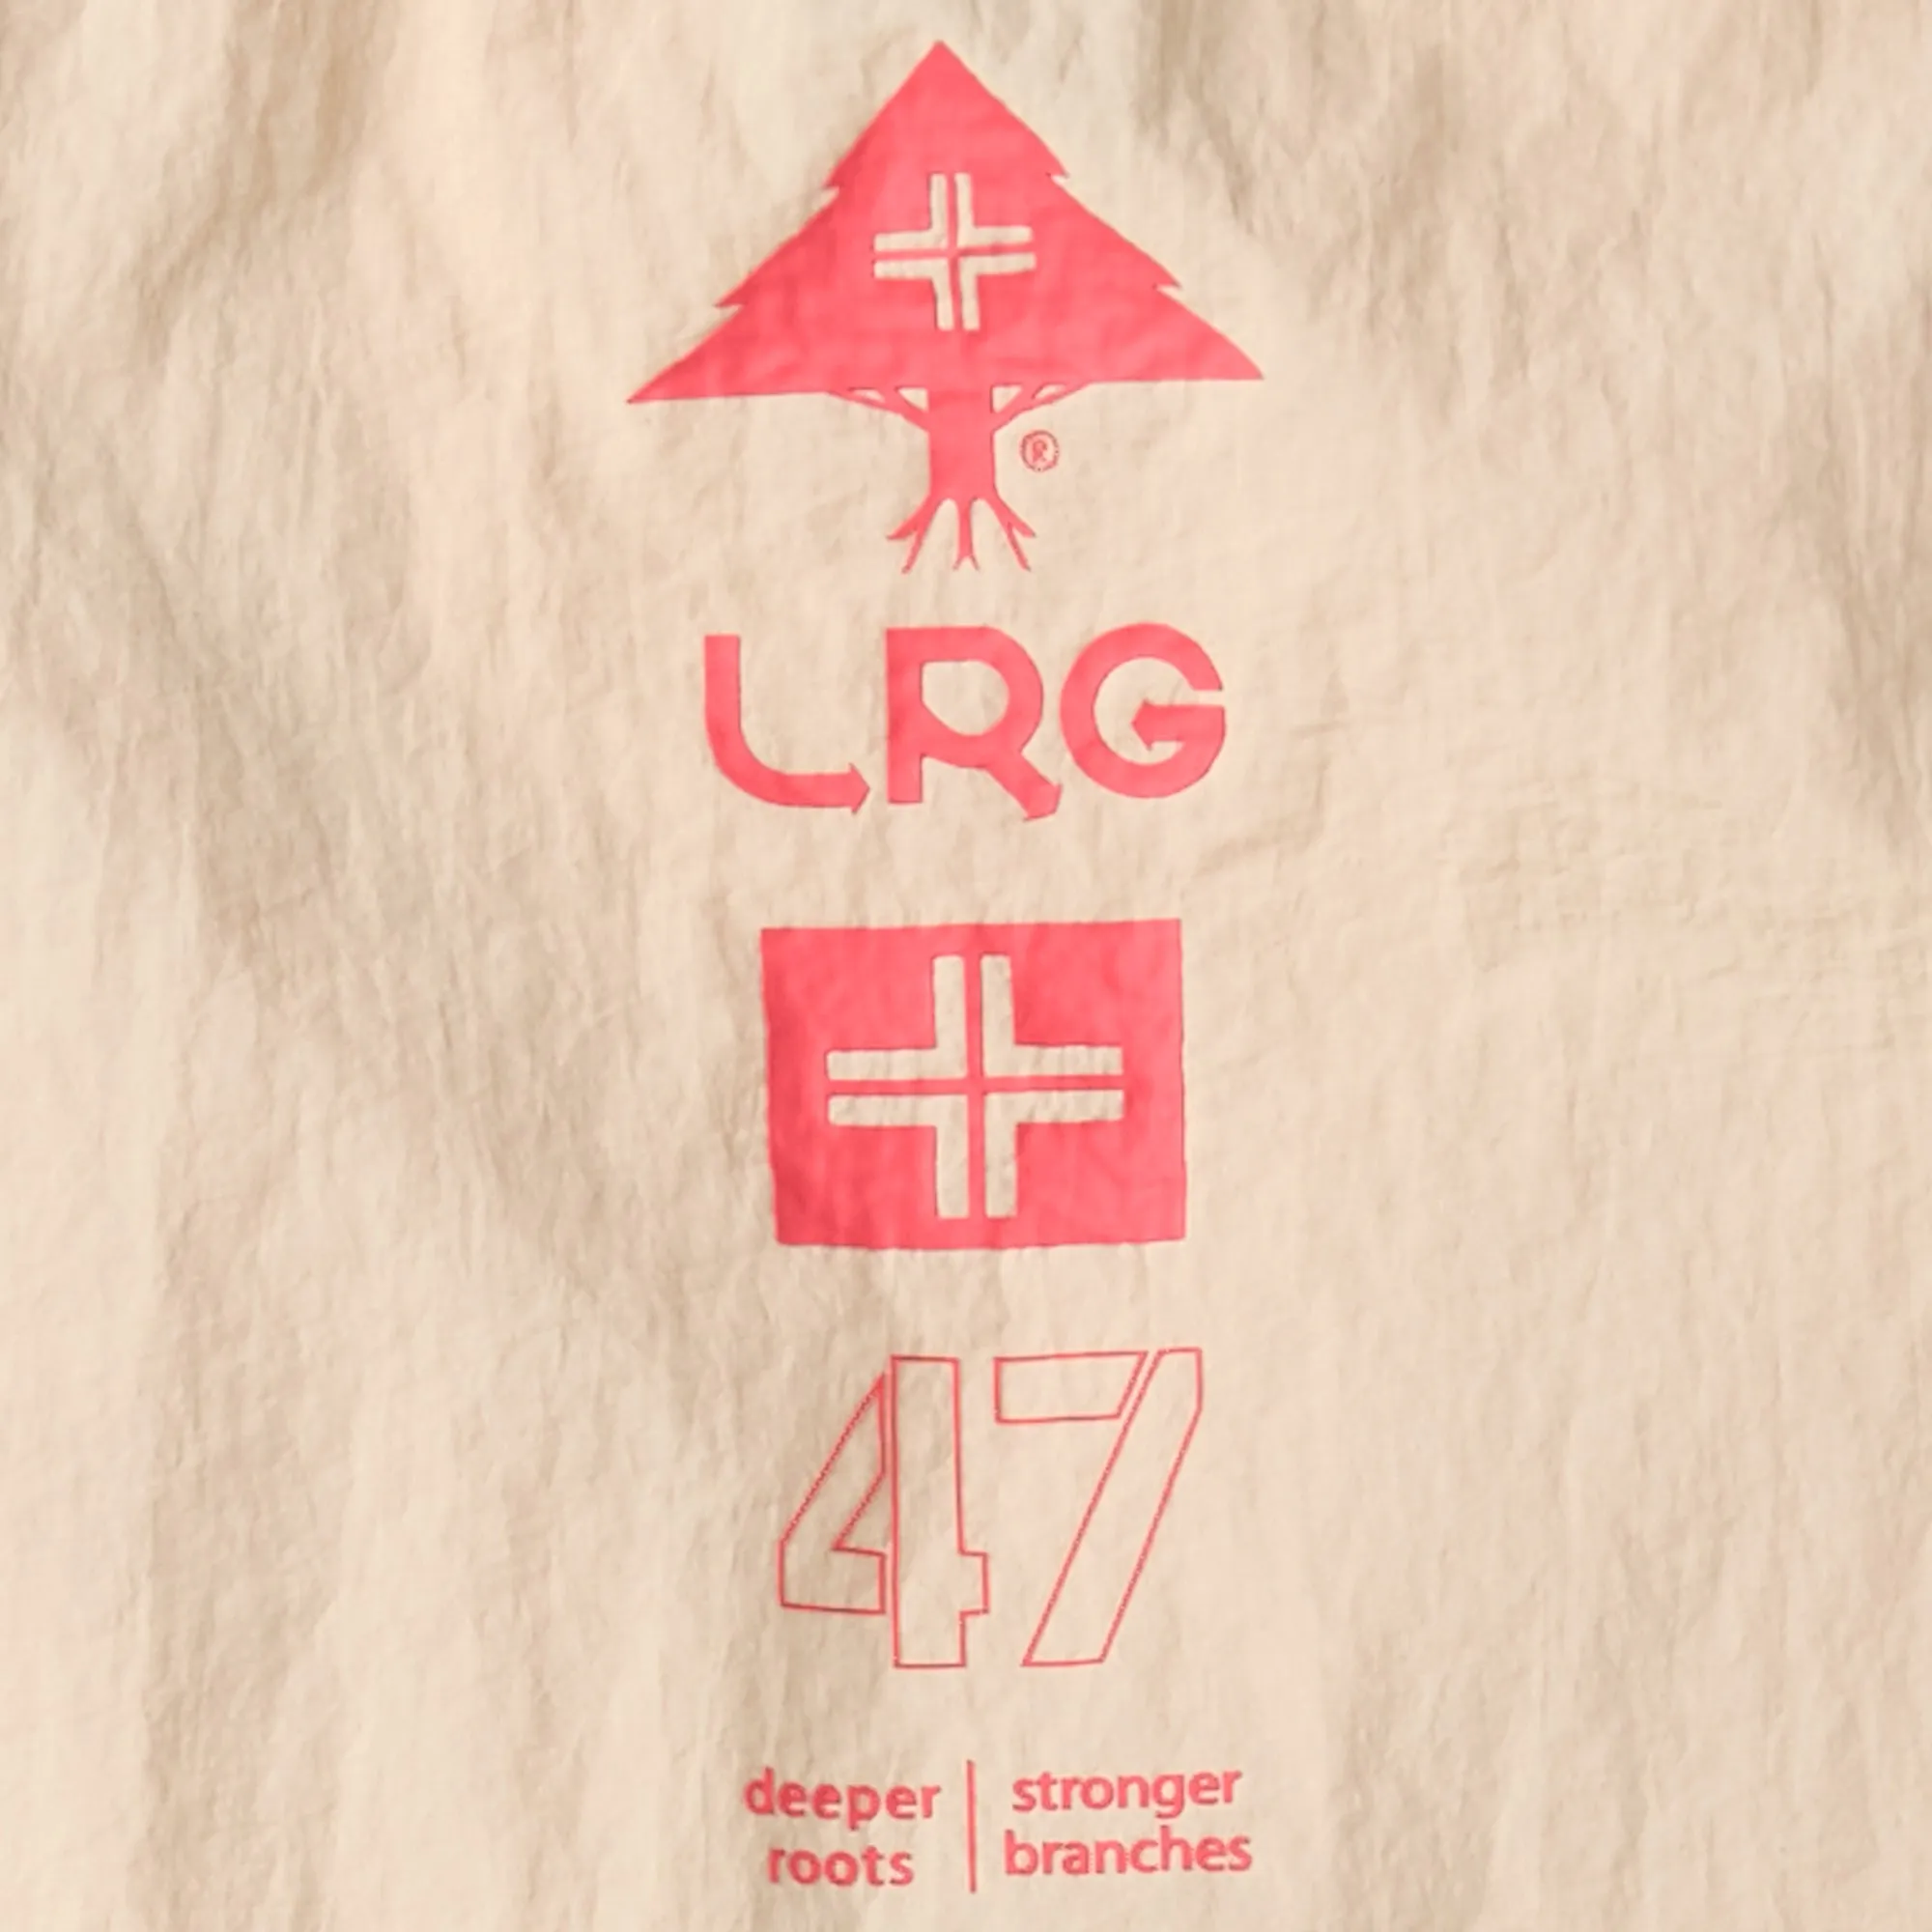 ®
LRG
47
deeper | stronger
roots | branches